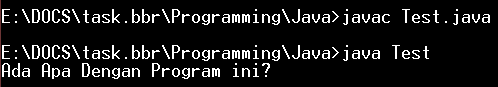 E:\DOCS\task.bbr\Programming\Java>javac Test.java
E:\DOCS\task.bbr\Programming\Java>java Test
Ada Apa Dengan Program ini?